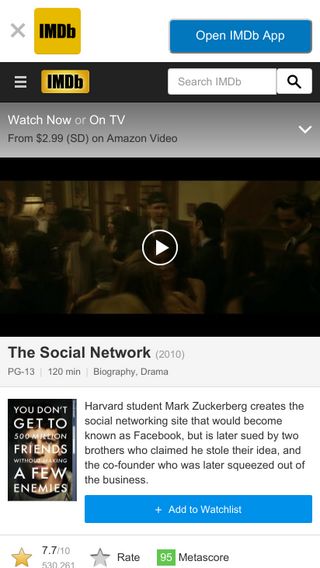 IMDb
Open IMDb App
IMDb
Search IMDb
Watch Now or On TV
From $2.99 (SD) on Amazon Video
The Social Network (2010)
PG-13 | 120 min | Biography, Drama
YOU DON'T
GET TO
500 MILLION
FRIENDS
WITHOUT MAKING
A FEW
ENEMIES
Harvard student Mark Zuckerberg creates the
social networking site that would become
known as Facebook, but is later sued by two
brothers who claimed he stole their idea, and
the co-founder who was later squeezed out of
the business.
+ Add to Watchlist
7.7/10
530,261
Rate
95 Metascore